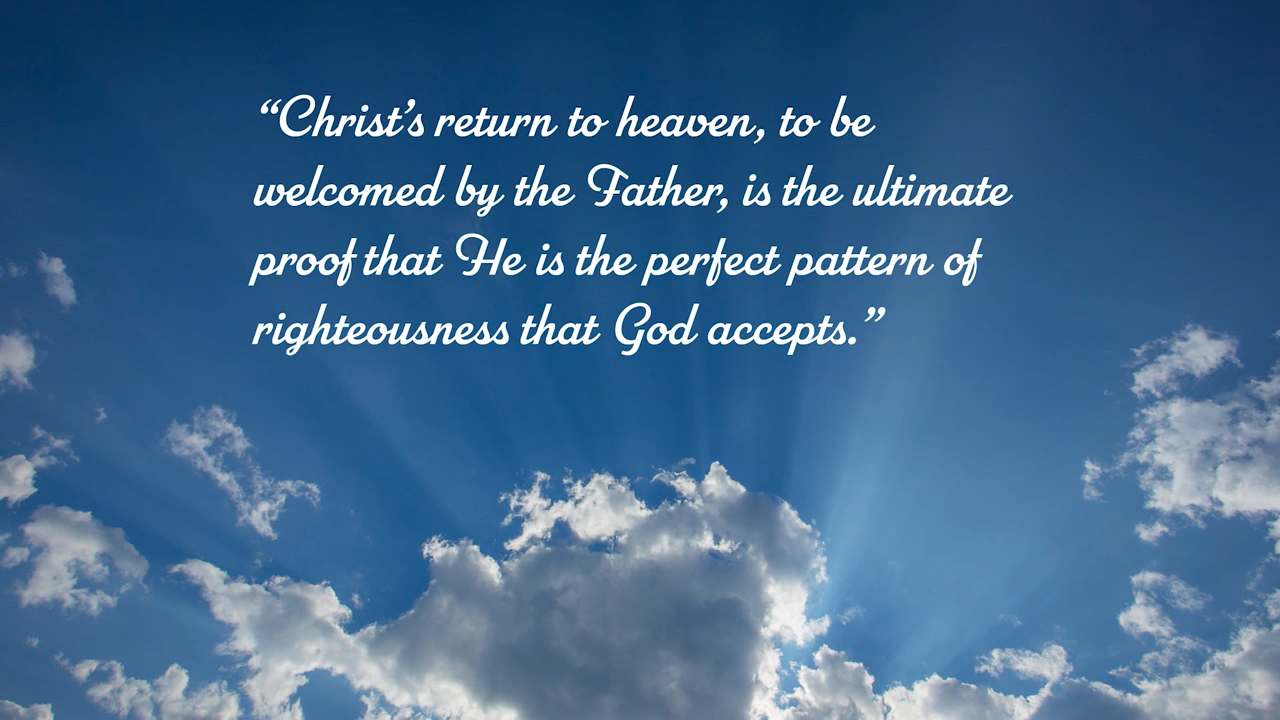 “Christ’s return to heaven, to be
welcomed by the Father, is the ultimate
proof that He is the perfect pattern of
righteousness that God accepts.”